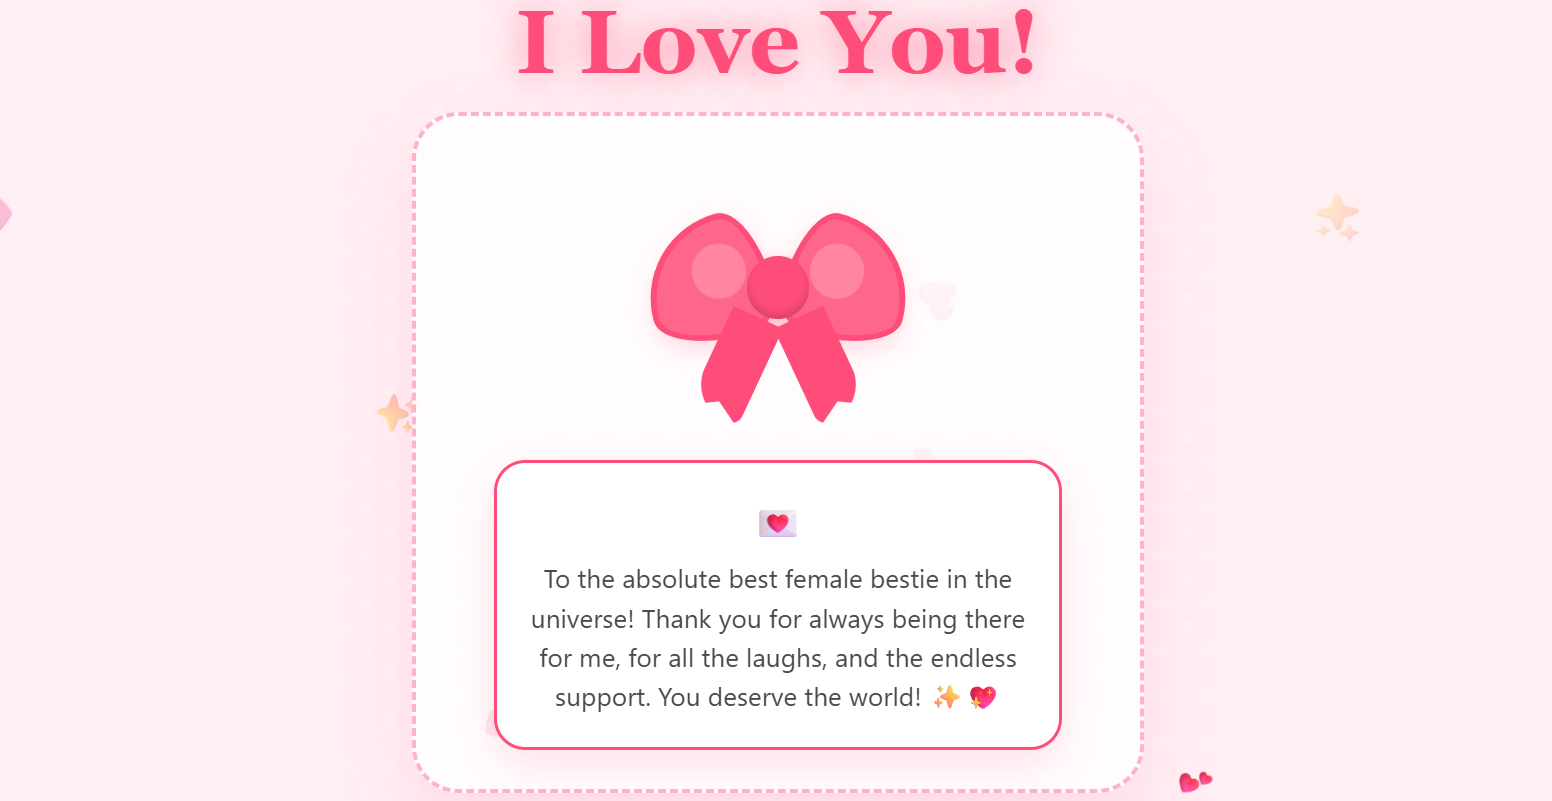 I Love You!
To the absolute best female bestie in the
universe! Thank you for always being there
for me, for all the laughs, and the endless
support. You deserve the world! ✨ 💖